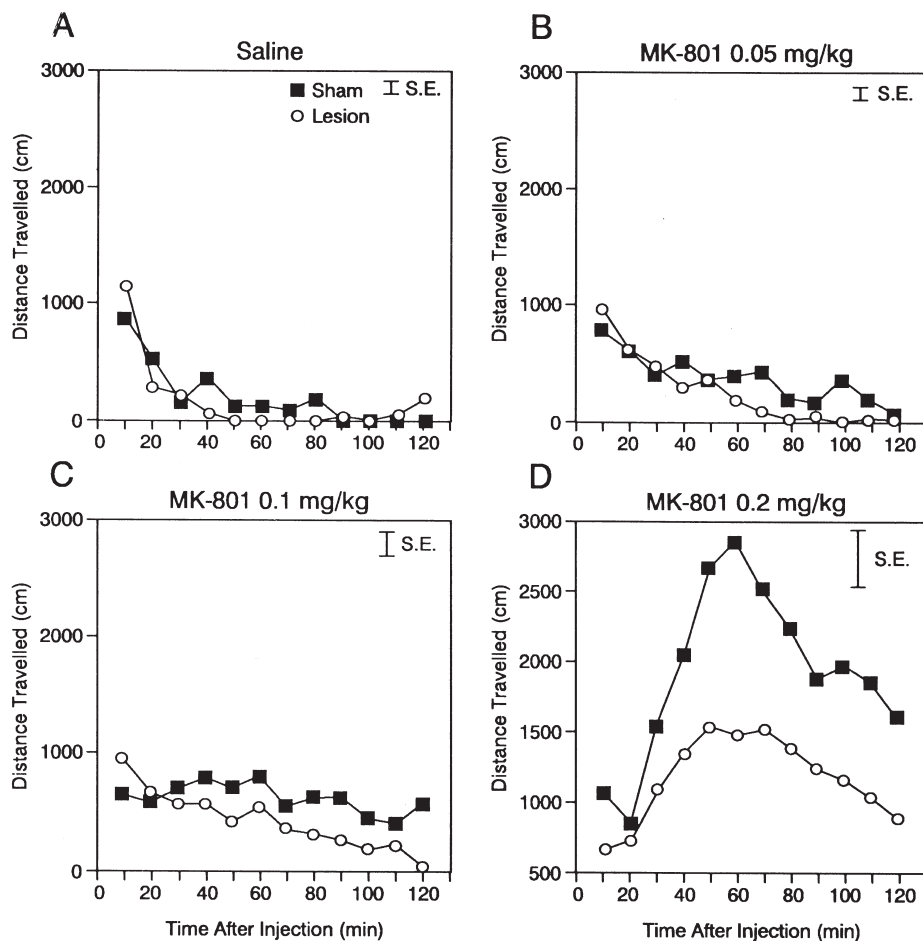 A
Saline
3000
2000
1000
0
Distance Travelled (cm)
Sham
Lesion
S.E.
0 20 40 60 80 100 120
B
MK-801 0.05 mg/kg
3000
2000
1000
0
Distance Travelled (cm)
S.E.
0 20 40 60 80 100 120
C
MK-801 0.1 mg/kg
3000
2000
1000
0
Distance Travelled (cm)
S.E.
0 20 40 60 80 100 120
Time After Injection (min)
D
MK-801 0.2 mg/kg
3000
2500
2000
1500
1000
500
Distance Travelled (cm)
S.E.
0 20 40 60 80 100 120
Time After Injection (min)